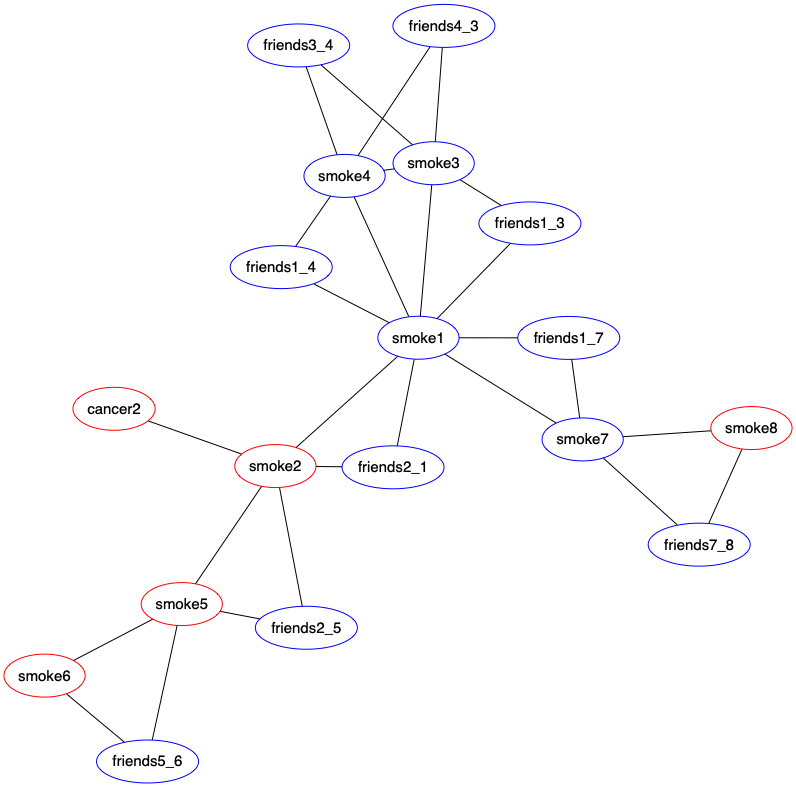 friends4_3
friends3_4
smoke3
smoke4
friends1_3
friends1_4
smoke1
friends1_7
cancer2
smoke8
smoke7
smoke2
friends2_1
friends7_8
smoke5
friends2_5
smoke6
friends5_6